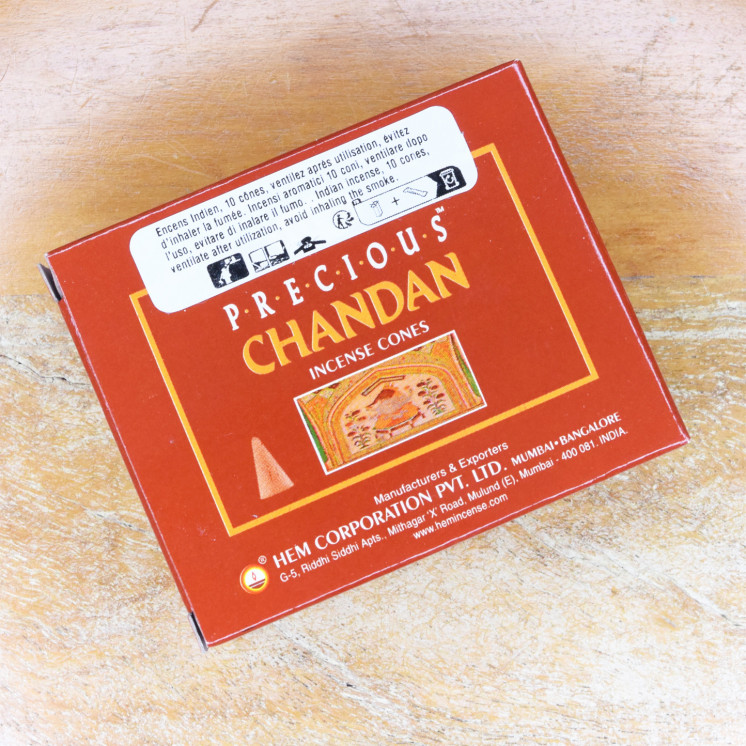 Encens Indien, 10 cônes, ventilez après utilisation, évitez
d'inhaler la fumée. Incensi aromatici 10 coni, ventilare dopo
l'uso, evitare di inalare il fumo. . Indian incense, 10 cones,
ventilate after utilization, avoid inhaling the smoke.
+
P·R·E·C·I·O·U·S™
CHANDAN
INCENSE CONES
Manufacturers & Exporters
® HEM CORPORATION PVT. LTD. MUMBAI•BANGALORE
G-5, Riddhi Siddhi Apts., Mithagar 'X' Road, Mulund (E), Mumbai - 400 081. INDIA.
www.hemincense.com